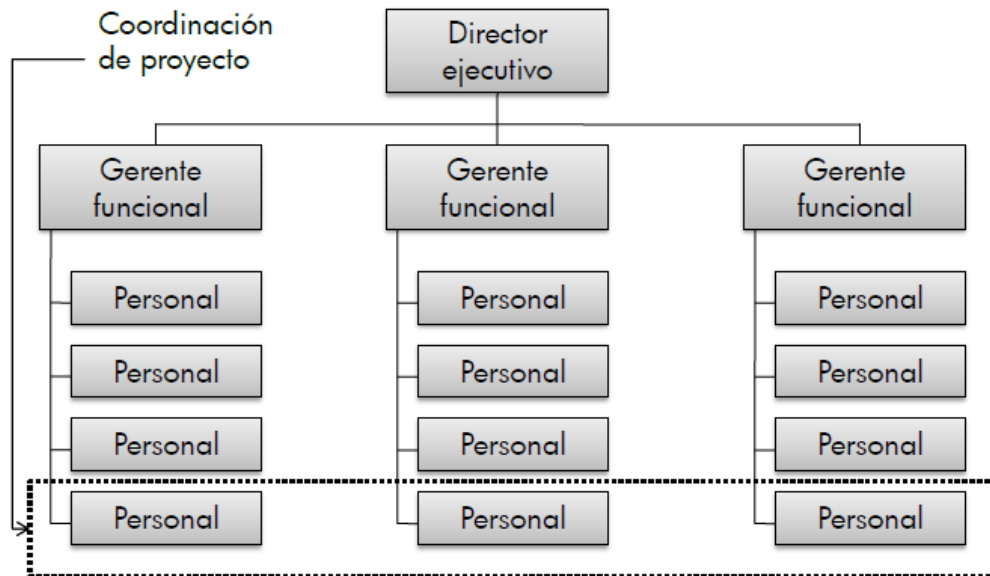 Coordinación
de proyecto
Director
ejecutivo
Gerente
funcional
Gerente
funcional
Gerente
funcional
Personal
Personal
Personal
Personal
Personal
Personal
Personal
Personal
Personal
Personal
Personal
Personal